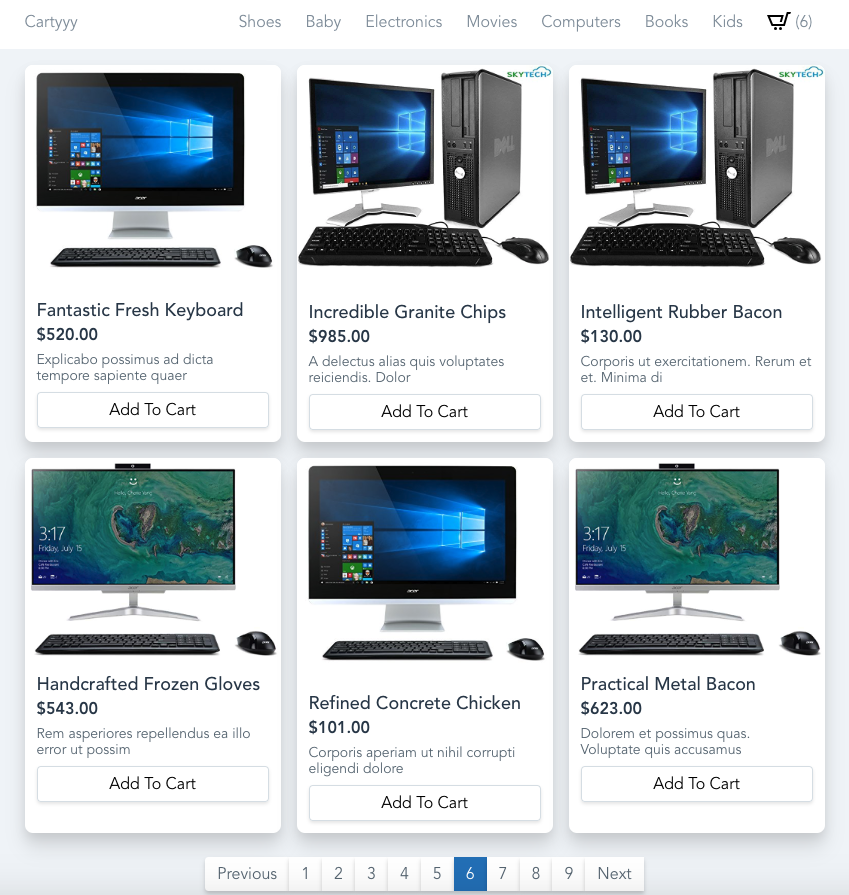 Cartyyy Shoes Baby Electronics Movies Computers Books Kids (6)
SKYTECH
SKYTECH
acer
DELL
DELL
Fantastic Fresh Keyboard
$520.00
Explicabo possimus ad dicta
tempore sapiente quaer
Add To Cart
Incredible Granite Chips
$985.00
A delectus alias quis voluptates
reiciendis. Dolor
Add To Cart
Intelligent Rubber Bacon
$130.00
Corporis ut exercitationem. Rerum et
et. Minima di
Add To Cart
3:17
Friday, July 15
acer
3:17
Friday, July 15
Handcrafted Frozen Gloves
$543.00
Rem asperiores repellendus ea illo
error ut possim
Add To Cart
Refined Concrete Chicken
$101.00
Corporis aperiam ut nihil corrupti
eligendi dolore
Add To Cart
Practical Metal Bacon
$623.00
Dolorem et possimus quas.
Voluptate quis accusamus
Add To Cart
Previous 1 2 3 4 5 6 7 8 9 Next